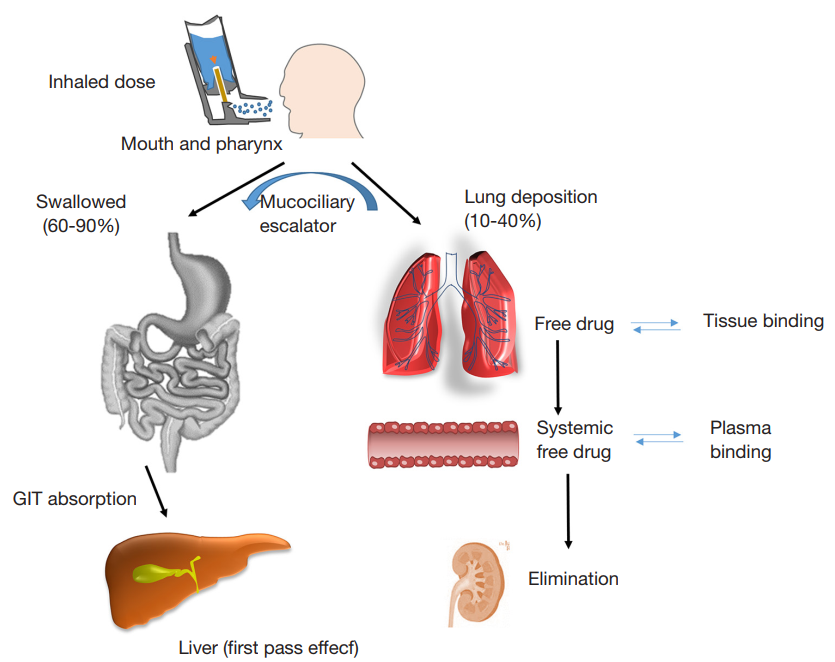 Inhaled dose
Mouth and pharynx
Swallowed
(60-90%)
Mucociliary
escalator
Lung deposition
(10-40%)
Free drug
Tissue binding
Systemic
free drug
Plasma
binding
GIT absorption
Elimination
Liver (first pass effecf)